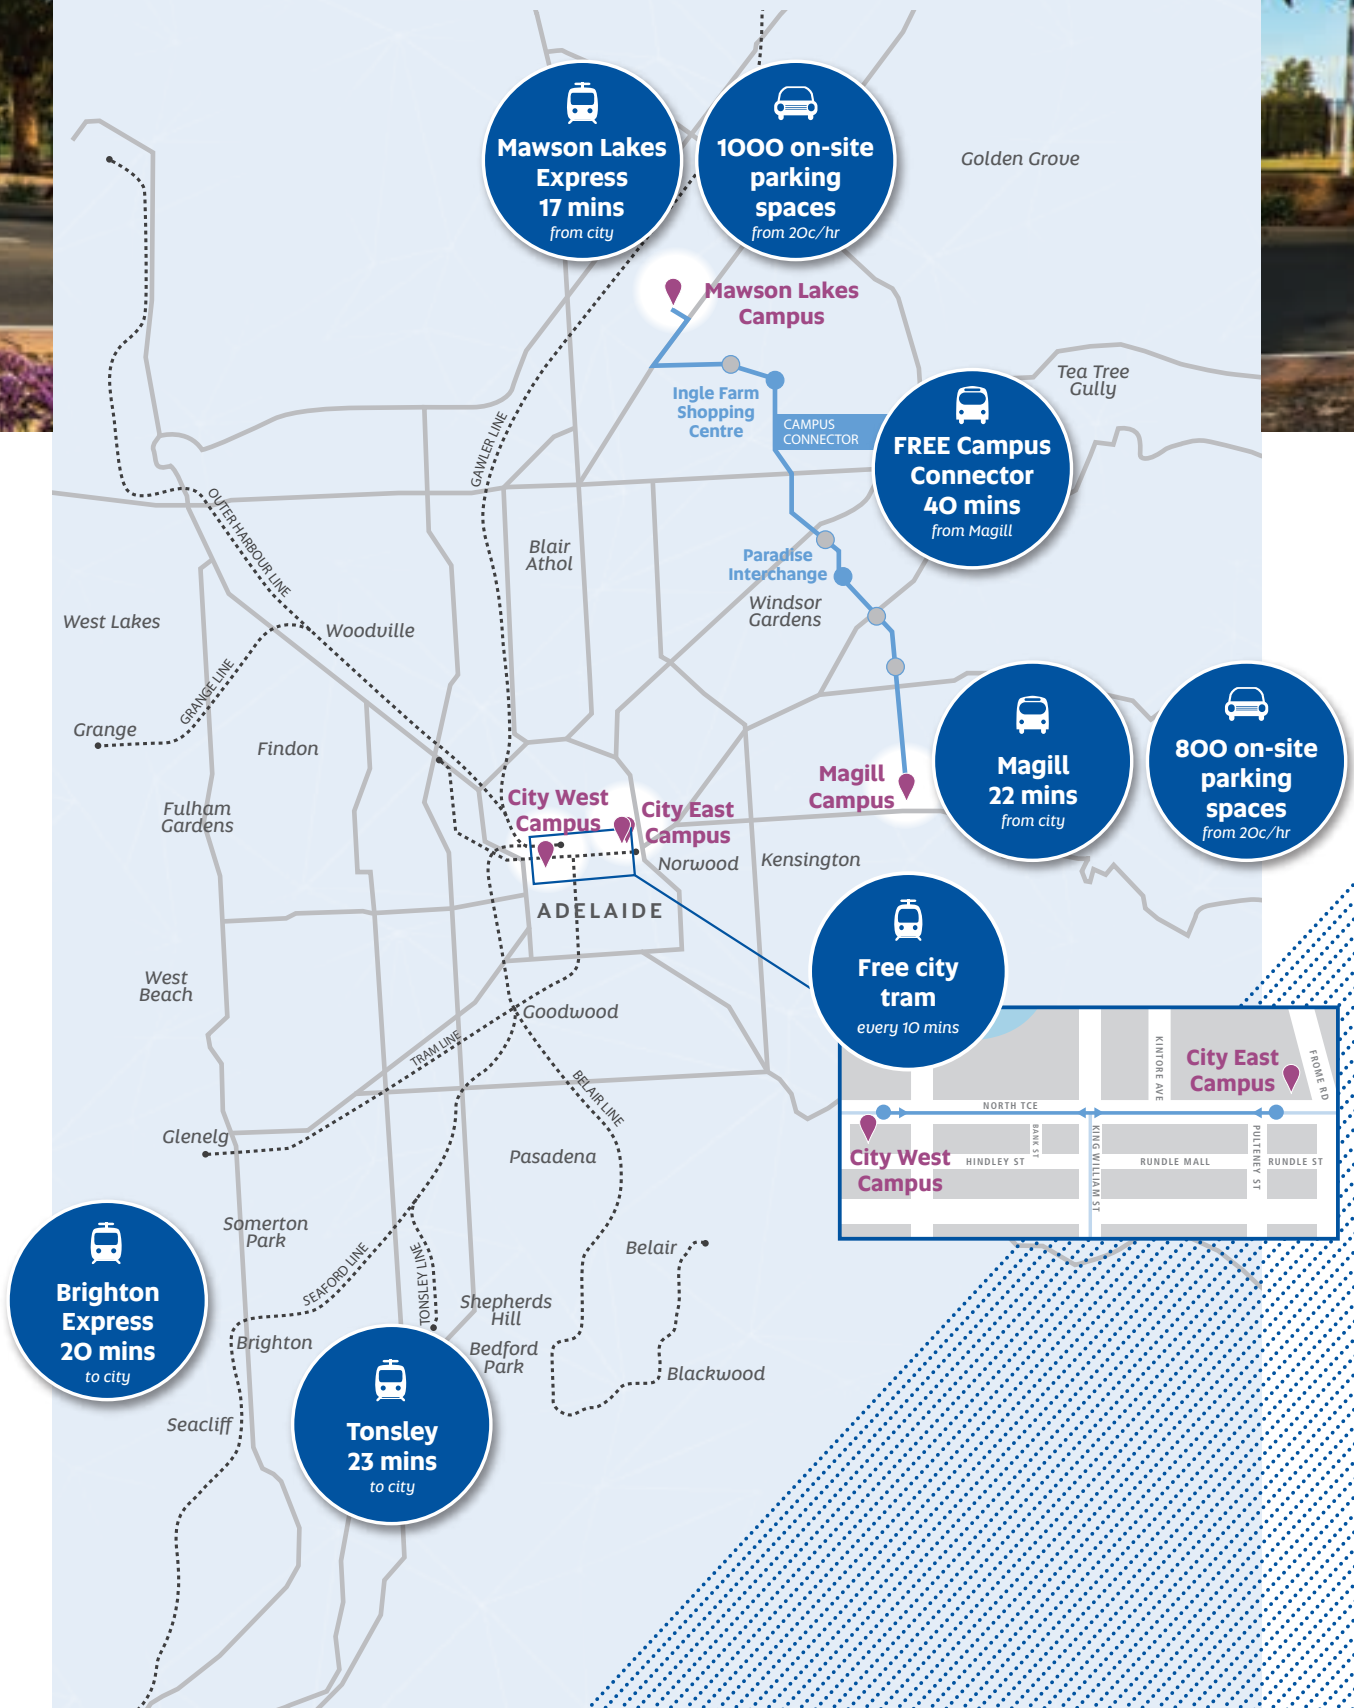 Mawson Lakes
Express
17 mins
from city
1000 on-site
parking
spaces
from 20c/hr
Golden Grove
Mawson Lakes
Campus
Tea Tree
Gully
Ingle Farm
Shopping
Centre
CAMPUS
CONNECTOR
FREE Campus
Connector
40 mins
from Magill
GAWLER LINE
OUTER HARBOUR LINE
Blair
Athol
Paradise
Interchange
Windsor
Gardens
West Lakes
Woodville
GRANGE LINE
Grange
Findon
Magill
22 mins
from city
800 on-site
parking
spaces
from 20c/hr
Magill
Campus
City West
Campus
City East
Campus
Fulham
Gardens
Norwood
Kensington
ADELAIDE
West
Beach
Free city
tram
every 10 mins
Goodwood
TRAM LINE
BELAIR LINE
KINTORE AVE
City East
Campus
FROME RD
NORTH TCE
BANK ST
KING WILLIAM ST
PULTENEY ST
City West
Campus
HINDLEY ST
RUNDLE MALL
RUNDLE ST
Glenelg
Pasadena
Somerton
Park
Belair
SEAFORD LINE
TONSLEY LINE
Brighton
Express
20 mins
to city
Shepherds
Hill
Brighton
Bedford
Park
Blackwood
Seacliff
Tonsley
23 mins
to city